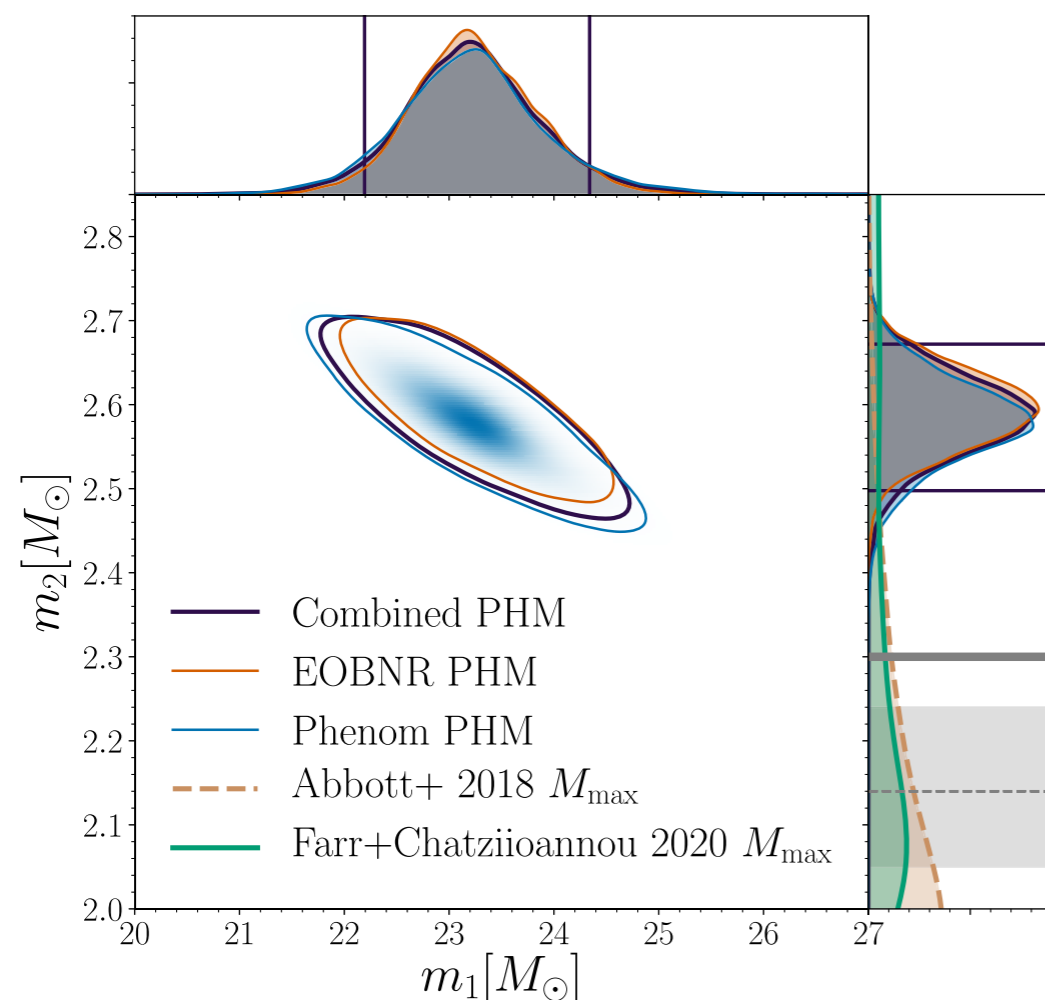 2.8
2.7
2.6
2.5
2.4
2.3
2.2
2.1
2.0
m₂[M⊙]
Combined PHM
EOBNR PHM
Phenom PHM
Abbott+ 2018 Mmax
Farr+Chatziioannou 2020 Mmax
20 21 22 23 24 25 26 27
m₁[M⊙]